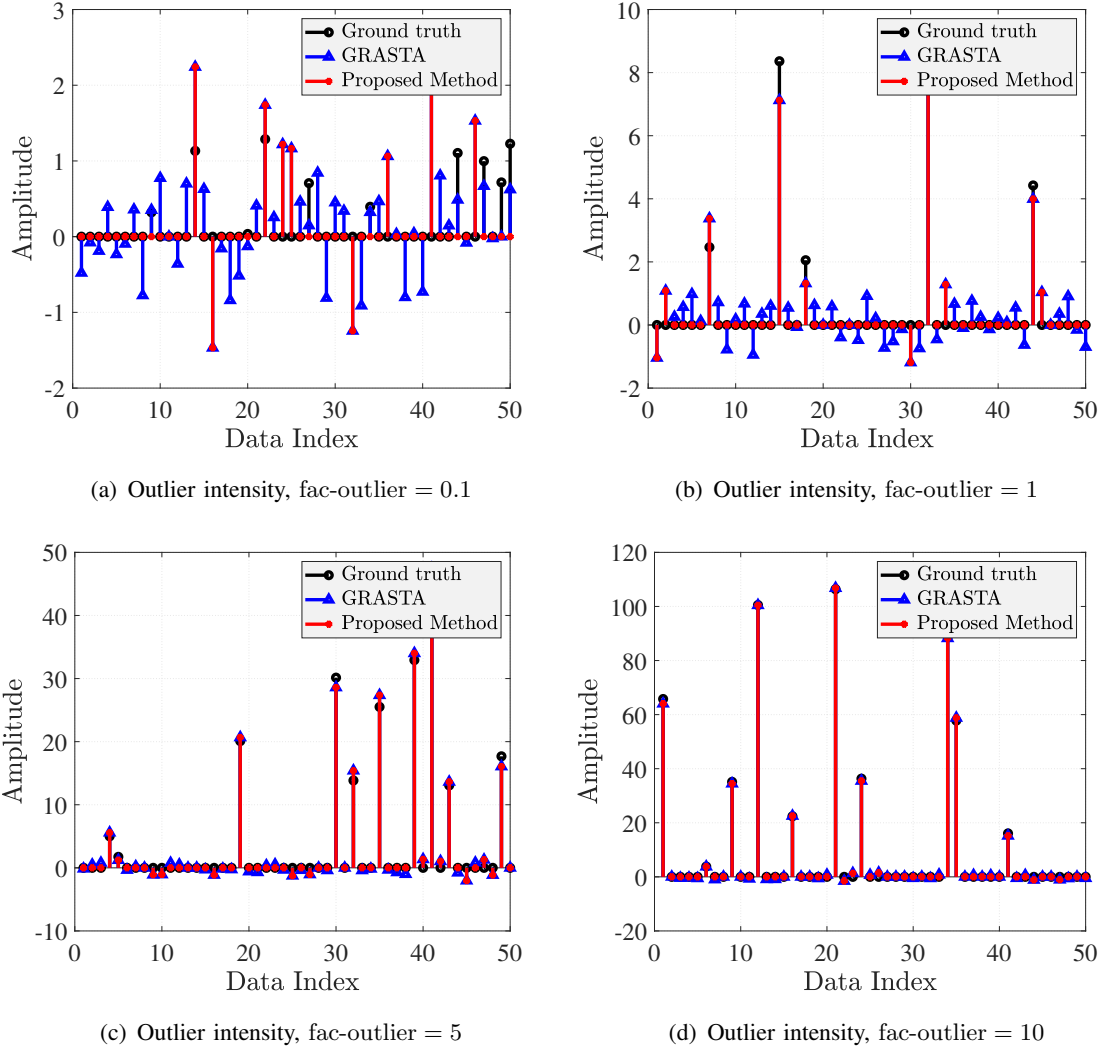 3
2
1
0
-1
-2
Amplitude
0 10 20 30 40 50
Data Index
Ground truth
GRASTA
Proposed Method
(a) Outlier intensity, fac-outlier = 0.1
10
8
6
4
2
0
-2
Amplitude
0 10 20 30 40 50
Data Index
Ground truth
GRASTA
Proposed Method
(b) Outlier intensity, fac-outlier = 1
50
40
30
20
10
0
-10
Amplitude
0 10 20 30 40 50
Data Index
Ground truth
GRASTA
Proposed Method
(c) Outlier intensity, fac-outlier = 5
120
100
80
60
40
20
0
-20
Amplitude
0 10 20 30 40 50
Data Index
Ground truth
GRASTA
Proposed Method
(d) Outlier intensity, fac-outlier = 10